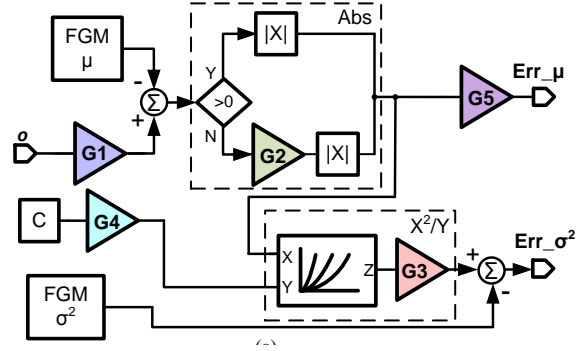 FGM
μ
-
Σ
+
o
G1
Abs
Y
|X|
>0
N
G2
|X|
G5
Err_μ
C
G4
X²/Y
X
Y
Z
G3
+
Σ
-
Err_σ²
FGM
σ²